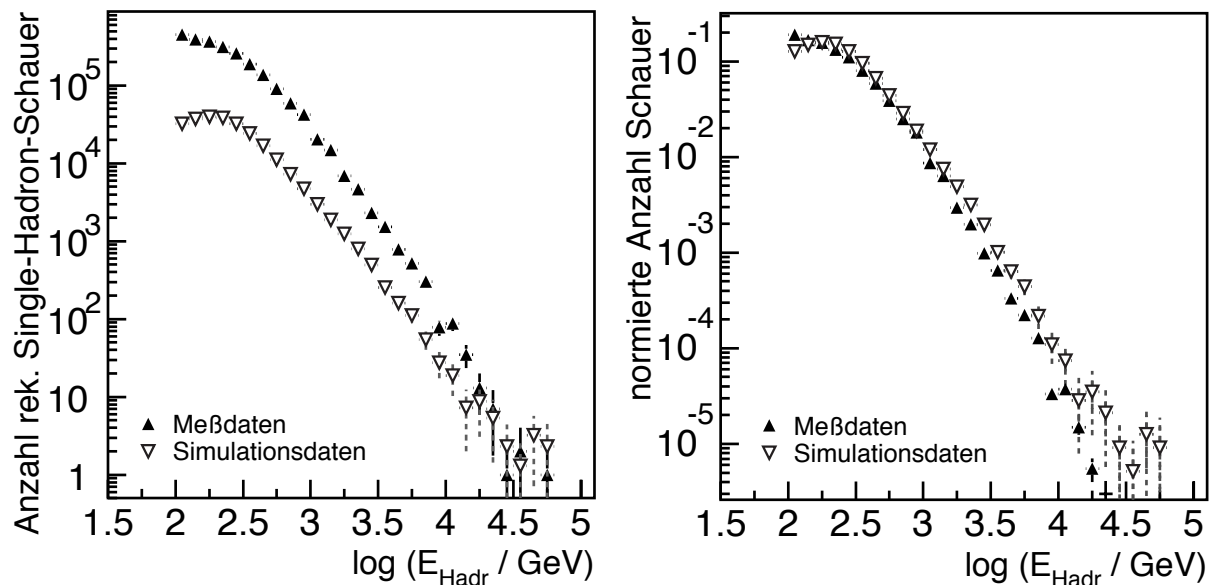 Anzahl rek. Single-Hadron-Schauer
10^5
10^4
10^3
10^2
10
1
▲ Meßdaten
▽ Simulationsdaten
1.5 2 2.5 3 3.5 4 4.5 5
log (E_Hadr / GeV)
normierte Anzahl Schauer
10^-1
10^-2
10^-3
10^-4
10^-5
▲ Meßdaten
▽ Simulationsdaten
1.5 2 2.5 3 3.5 4 4.5 5
log (E_Hadr / GeV)